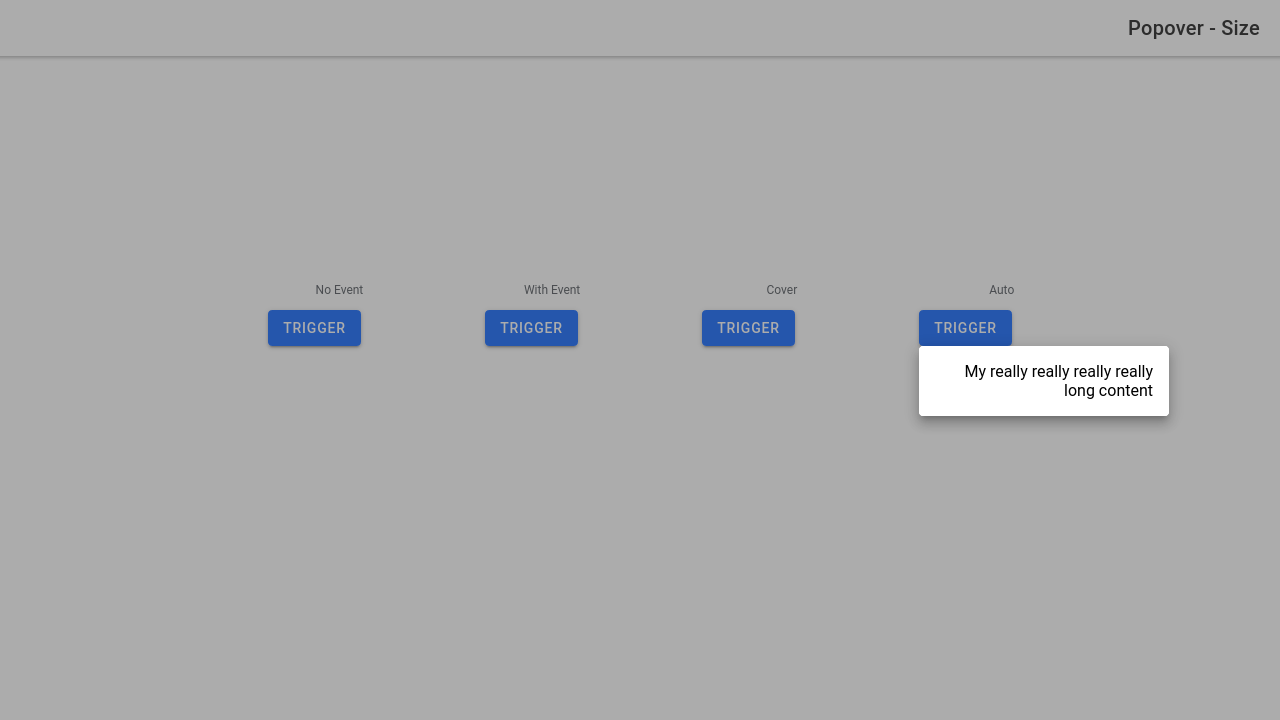 Popover - Size
No Event
With Event
Cover
Auto
TRIGGER
TRIGGER
TRIGGER
TRIGGER
My really really really really
long content